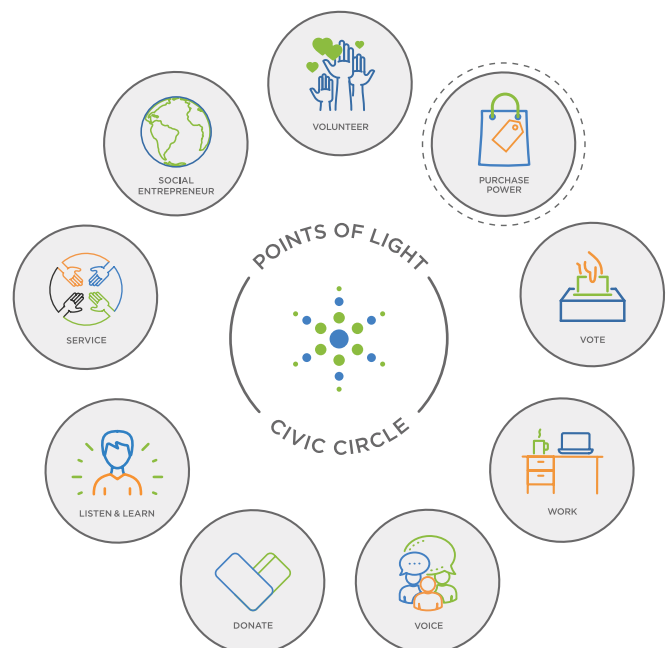 VOLUNTEER
PURCHASE
POWER
VOTE
WORK
VOICE
DONATE
LISTEN & LEARN
SERVICE
SOCIAL
ENTREPRENEUR
POINTS OF LIGHT
CIVIC CIRCLE